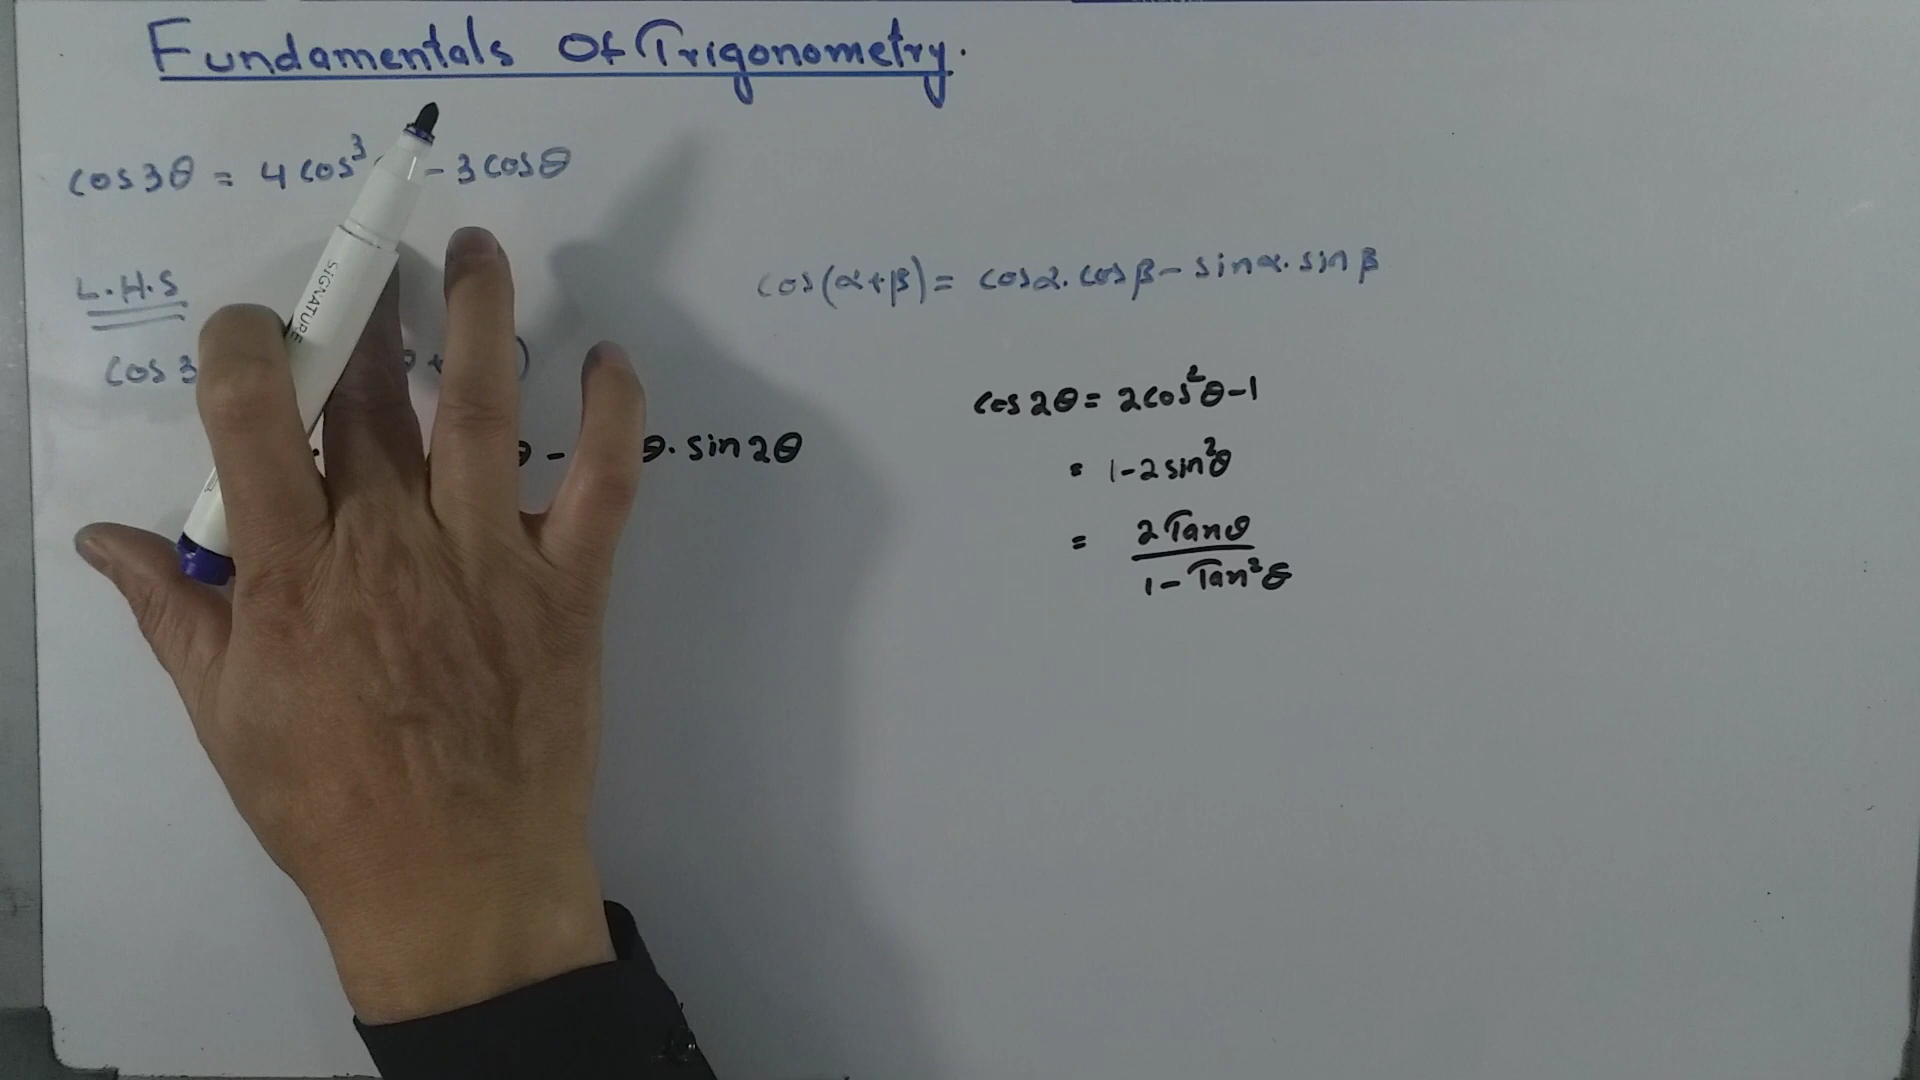 Fundamentals Of Trigonometry.
cos3θ = 4cos³ - 3cosθ
L.H.S
cos(α+β) = cosα.cosβ - sinα.sinβ
cos 3 )
θ - θ. sin2θ
cos2θ = 2cos²θ-1
= 1-2sin²θ
= 2Tanθ
1-Tan²θ
SIGNATURE